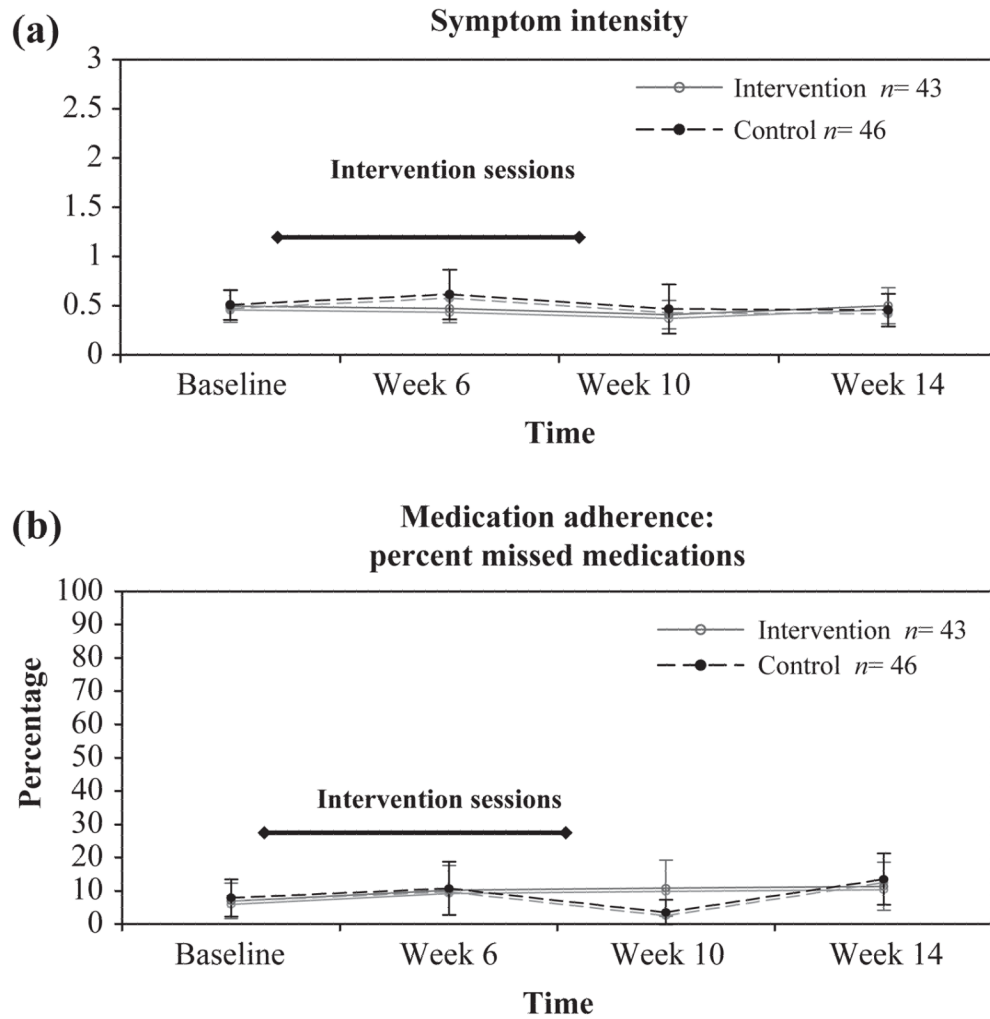 (a)
Symptom intensity
3
2.5
2
1.5
1
0.5
0
Intervention n= 43
Control n= 46
Intervention sessions
Baseline Week 6 Week 10 Week 14
Time
(b)
Medication adherence:
percent missed medications
Percentage
100
90
80
70
60
50
40
30
20
10
0
Intervention n= 43
Control n= 46
Intervention sessions
Baseline Week 6 Week 10 Week 14
Time